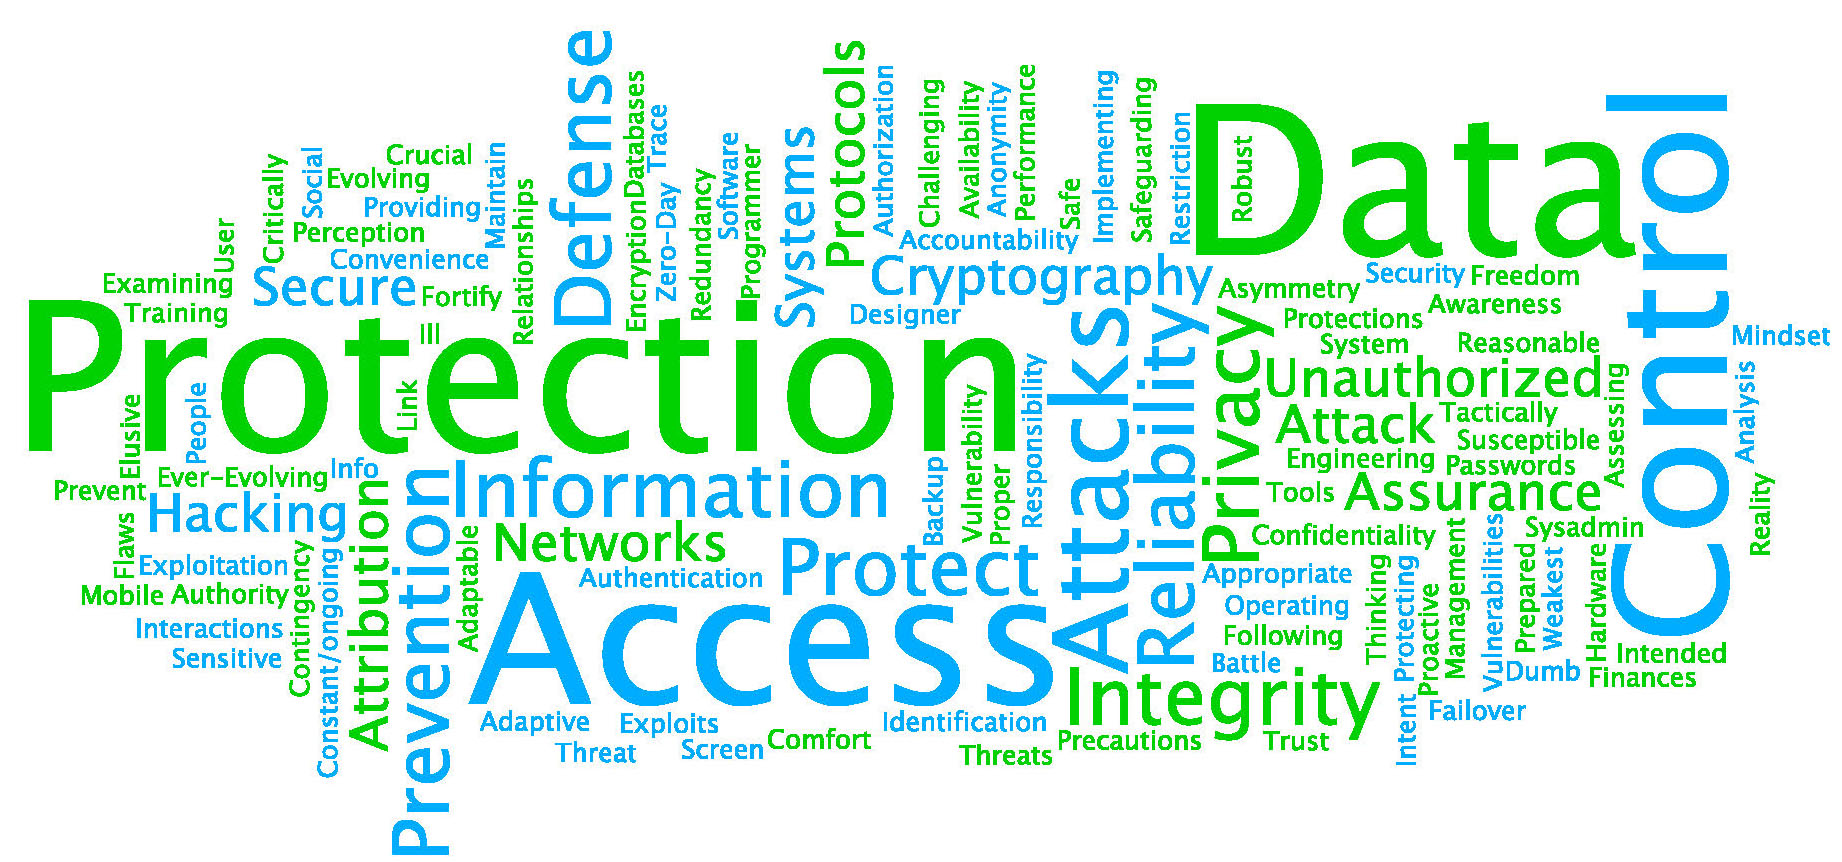 Defense
Protocols
Authorization
Challenging
Availability
Anonymity
Performance
Implementing
Safeguarding
Restriction
Robust
Data
Control
Crucial
Evolving
Providing
Perception
Convenience
Critically
Social
Maintain
Relationships
User
Examining
Training
Secure
Fortify
Ill
Databases
Encryption
Trace
Zero-Day
Redundancy
Software
Programmer
Systems
Accountability
Safe
Cryptography
Designer
Asymmetry
Security
Freedom
Awareness
Protections
System
Reasonable
Mindset
Analysis
Protection
Link
People
Elusive
Vulnerability
Responsibility
Attacks
Reliability
Privacy
Unauthorized
Attack
Tactically
Susceptible
Assessing
Engineering
Passwords
Tools
Assurance
Reality
Prevent
Ever-Evolving
Info
Information
Backup
Proper
Hacking
Flaws
Attribution
Prevention
Networks
Adaptable
Authentication
Protect
Confidentiality
Sysadmin
Exploitation
Mobile
Authority
Interactions
Sensitive
Contingency
Constant/ongoing
Access
Appropriate
Operating
Following
Battle
Thinking
Protecting
Intent
Proactive
Management
Vulnerabilities
Prepared
Weakest
Hardware
Dumb
Intended
Finances
Failover
Integrity
Adaptive
Exploits
Threat
Screen
Comfort
Identification
Threats
Precautions
Trust